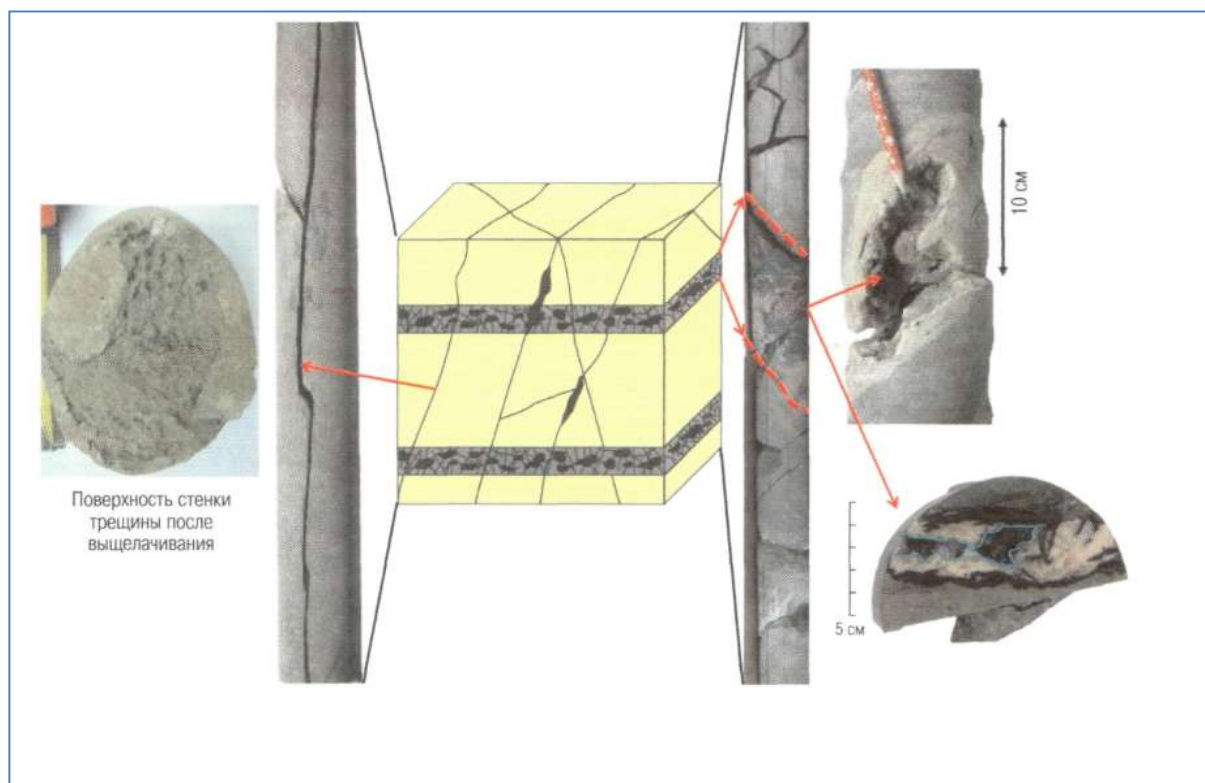 Поверхность стенки
трещины после
выщелачивания
10 см
5 см